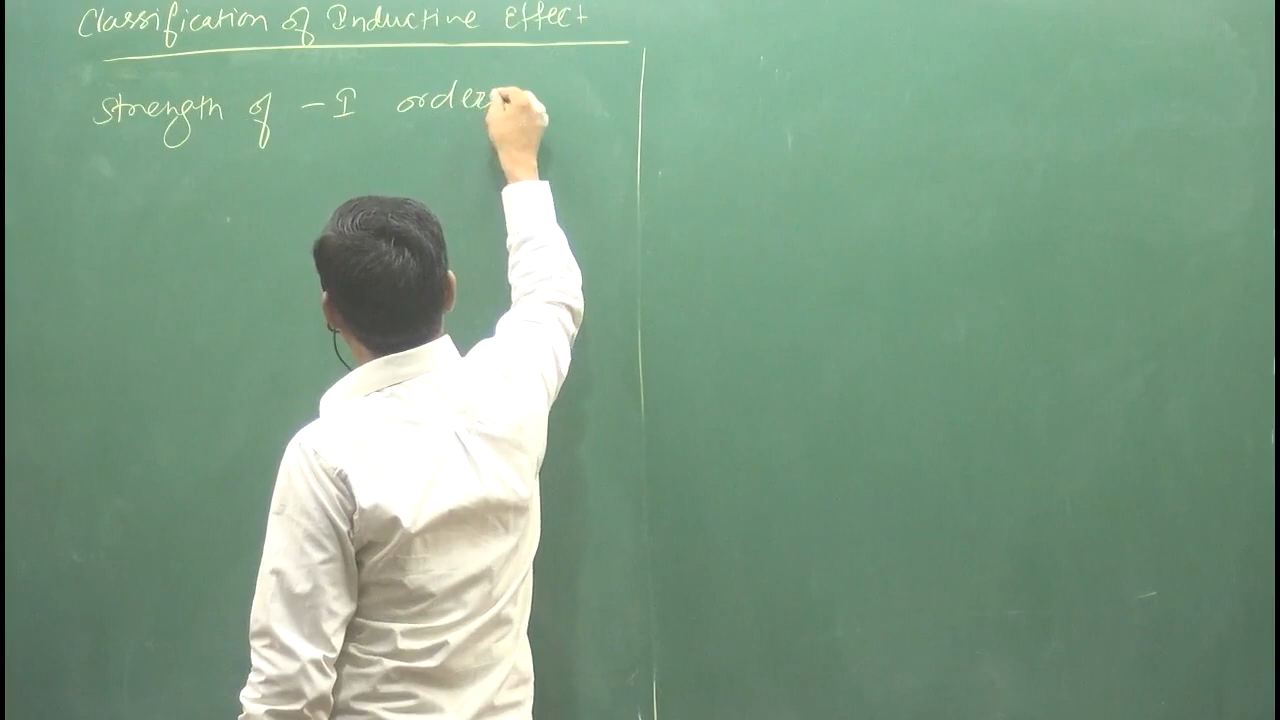 Classification of Inductive Effect
Strength of -I order